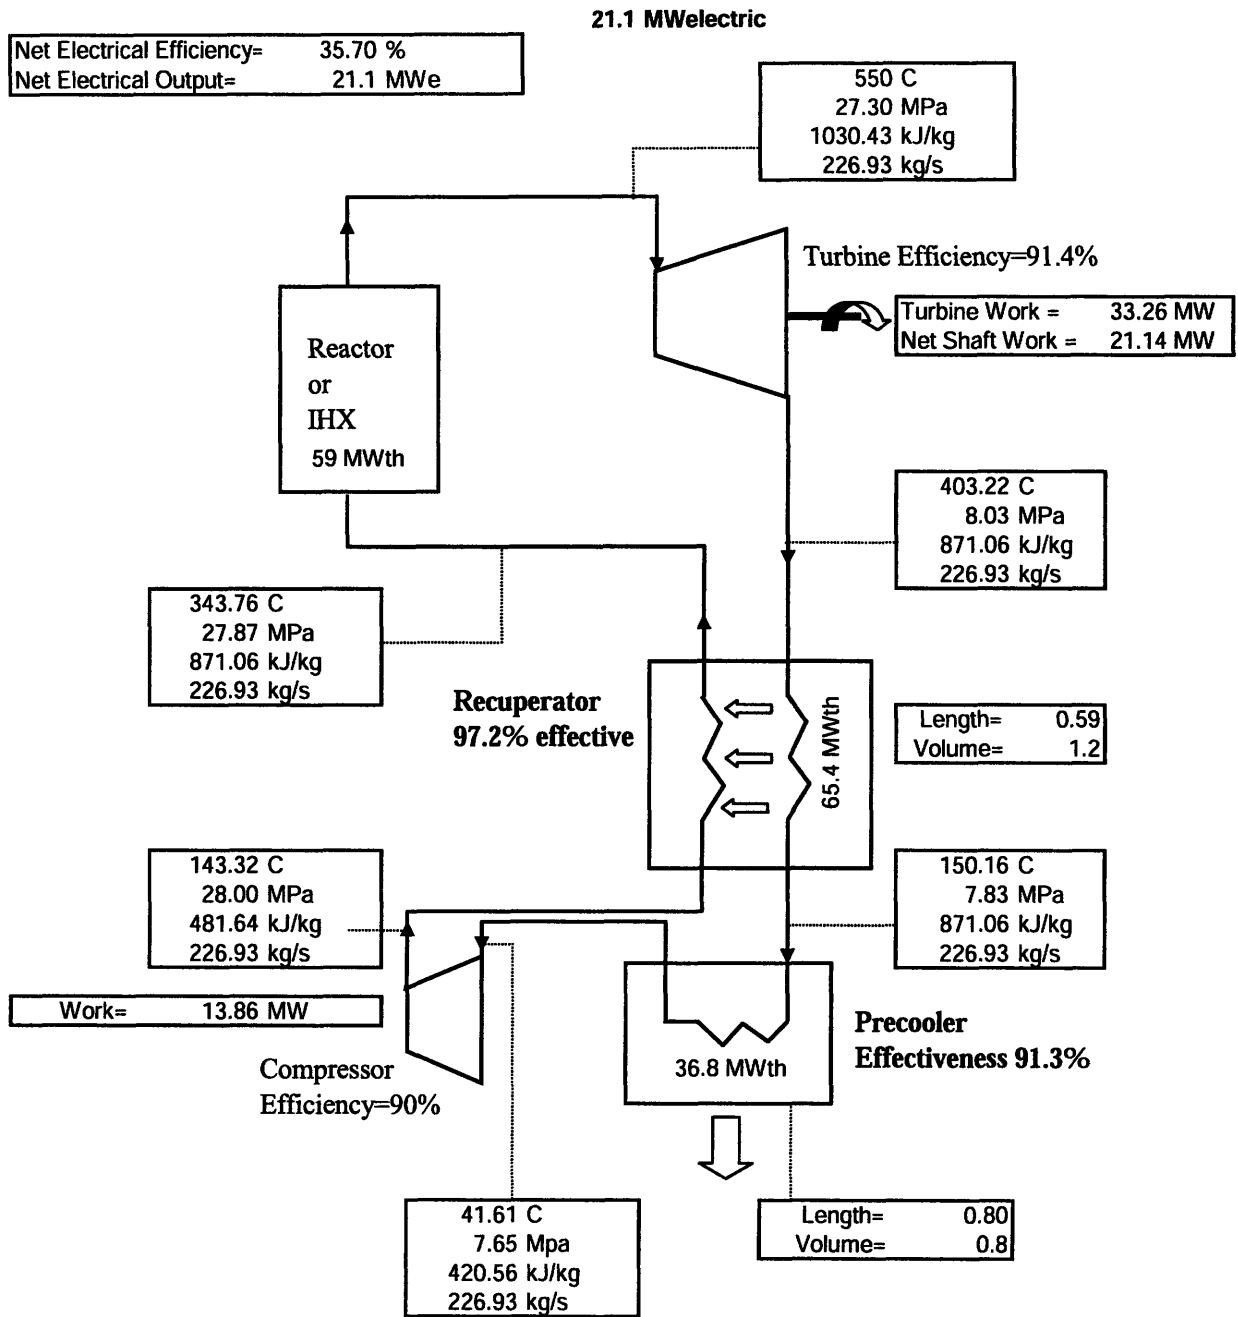 21.1 MWelectric
Net Electrical Efficiency= 35.70 %
Net Electrical Output= 21.1 MWe
550 C
27.30 MPa
1030.43 kJ/kg
226.93 kg/s
Turbine Efficiency=91.4%
Turbine Work = 33.26 MW
Net Shaft Work = 21.14 MW
Reactor
or
IHX
59 MWth
403.22 C
8.03 MPa
871.06 kJ/kg
226.93 kg/s
343.76 C
27.87 MPa
871.06 kJ/kg
226.93 kg/s
Recuperator
97.2% effective
65.4 MWth
Length= 0.59
Volume= 1.2
143.32 C
28.00 MPa
481.64 kJ/kg
226.93 kg/s
150.16 C
7.83 MPa
871.06 kJ/kg
226.93 kg/s
Work= 13.86 MW
Precooler
Effectiveness 91.3%
36.8 MWth
Compressor
Efficiency=90%
41.61 C
7.65 Mpa
420.56 kJ/kg
226.93 kg/s
Length= 0.80
Volume= 0.8